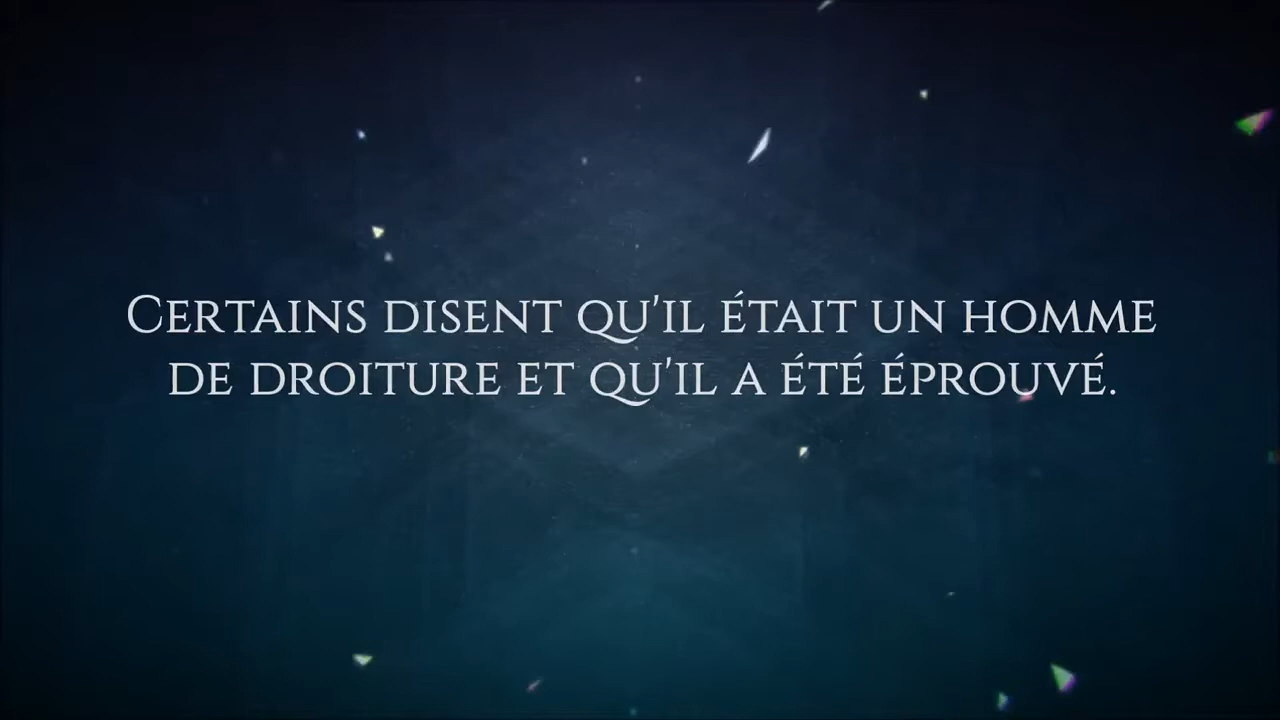 Certains disent qu'il était un homme
de droiture et qu'il a été éprouvé.